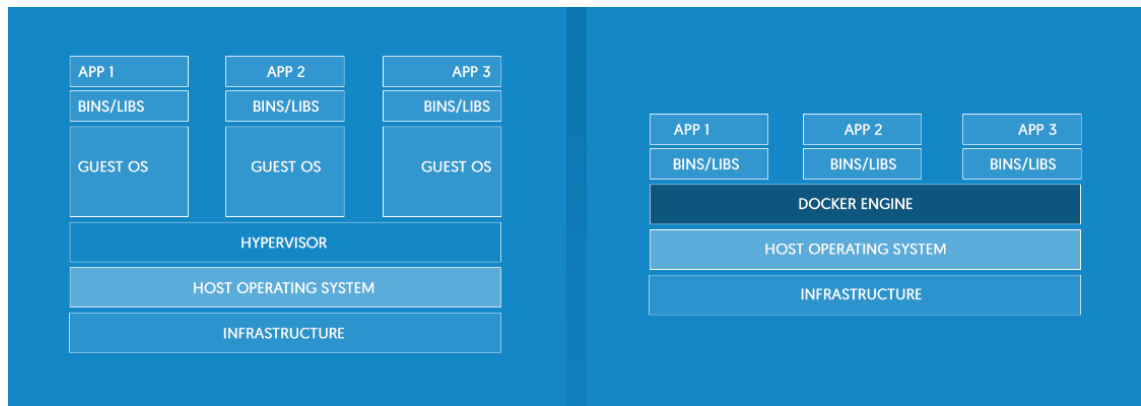 APP 1 APP 2 APP 3
BINS/LIBS BINS/LIBS BINS/LIBS
GUEST OS GUEST OS GUEST OS
HYPERVISOR
HOST OPERATING SYSTEM
INFRASTRUCTURE
APP 1 APP 2 APP 3
BINS/LIBS BINS/LIBS BINS/LIBS
DOCKER ENGINE
HOST OPERATING SYSTEM
INFRASTRUCTURE